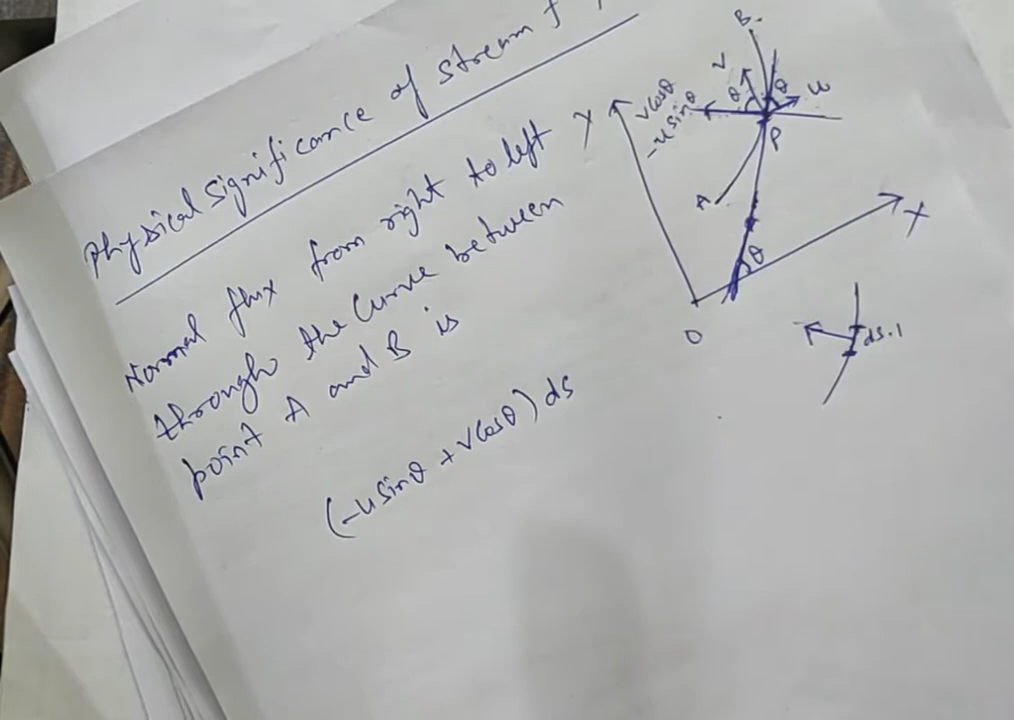 Physical significance of stream f
Normal flux from right to left
through the Curve between
point A and B is
(-u sinθ + v cosθ) ds
B.
v
θ
θ
u
v cosθ
-u sinθ
Y
P
A
θ
X
O
ds.1